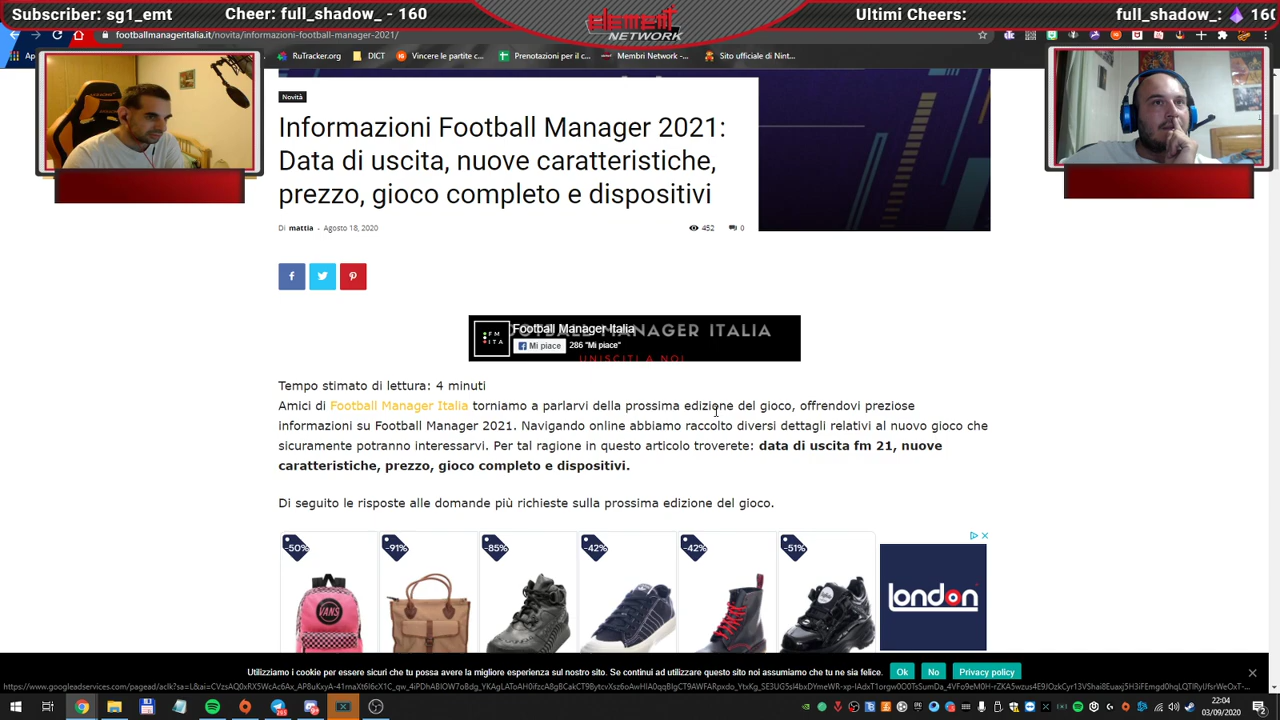 Subscriber: sg1_emt
Cheer: full_shadow_ - 160
element
NETWORK
Ultimi Cheers:
full_shadow_: 160
footballmanageritalia.it/novita/informazioni-football-manager-2021/
Ap
RuTracker.org
DICT
Vincere le partite c...
Prenotazioni per il c...
Membri Network -...
Sito ufficiale di Nint...
Novità
Informazioni Football Manager 2021:
Data di uscita, nuove caratteristiche,
prezzo, gioco completo e dispositivi
Di mattia - Agosto 18, 2020
452
0
FOOTBALL MANAGER ITALIA
Football Manager Italia
FM
ITA
Mi piace
286 "Mi piace"
UNISCITI A NOI
Tempo stimato di lettura: 4 minuti
Amici di Football Manager Italia torniamo a parlarvi della prossima edizione del gioco, offrendovi preziose
informazioni su Football Manager 2021. Navigando online abbiamo raccolto diversi dettagli relativi al nuovo gioco che
sicuramente potranno interessarvi. Per tal ragione in questo articolo troverete: data di uscita fm 21, nuove
caratteristiche, prezzo, gioco completo e dispositivi.
Di seguito le risposte alle domande più richieste sulla prossima edizione del gioco.
-50%
-91%
-85%
-42%
-42%
-51%
VANS
london
Utilizziamo i cookie per essere sicuri che tu possa avere la migliore esperienza sul nostro sito. Se continui ad utilizzare questo sito noi assumiamo che tu ne sia felice.
Ok
No
Privacy policy
22:04
03/09/2020